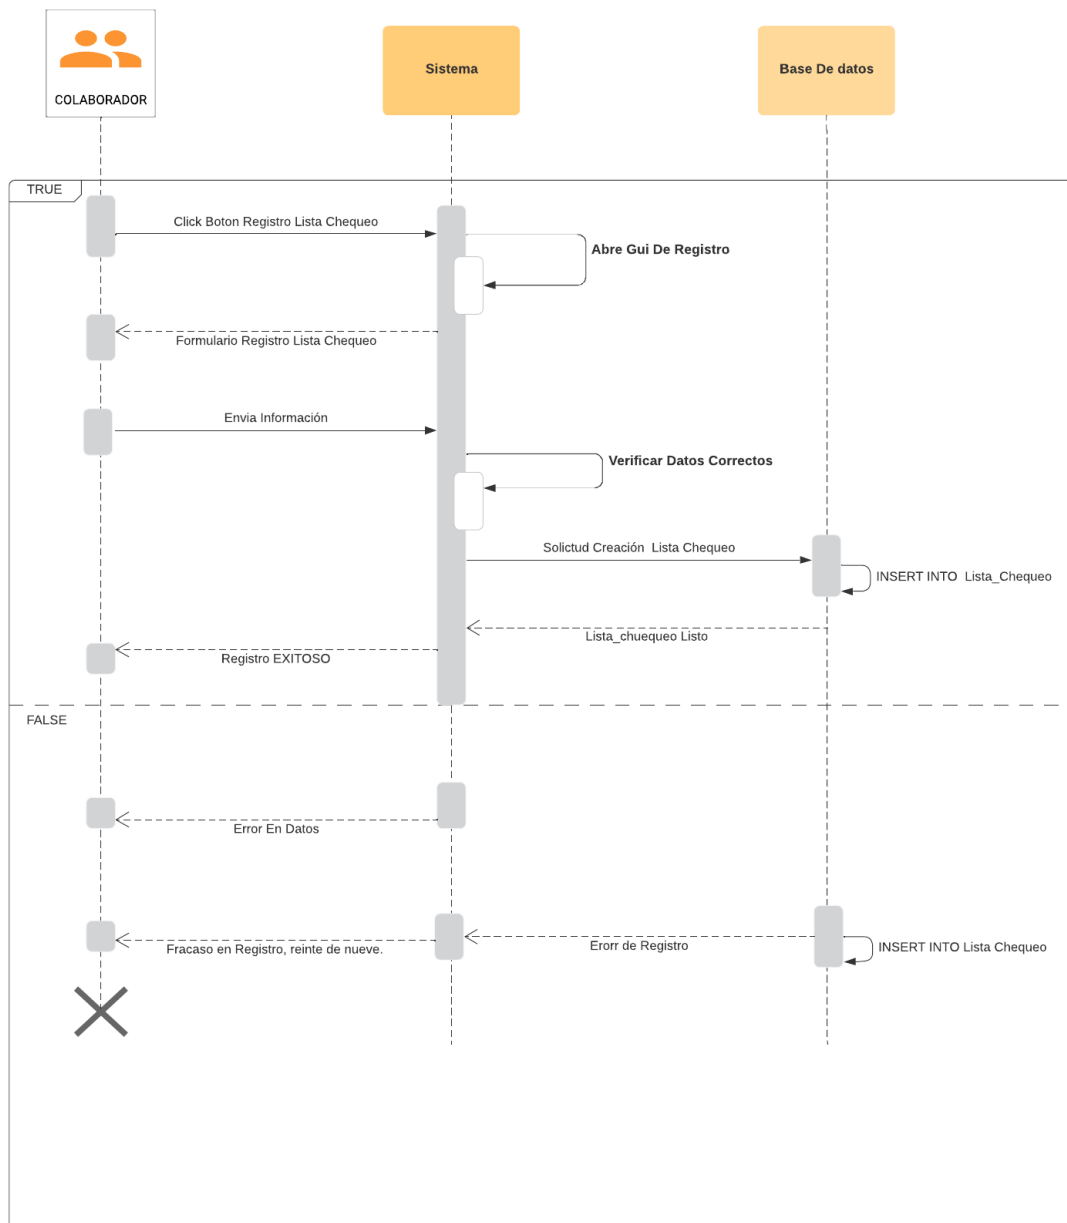 COLABORADOR
Sistema
Base De datos
TRUE
Click Boton Registro Lista Chequeo
Abre Gui De Registro
Formulario Registro Lista Chequeo
Envia Información
Verificar Datos Correctos
Solictud Creación Lista Chequeo
INSERT INTO Lista_Chequeo
Lista_chuequeo Listo
Registro EXITOSO
FALSE
Error En Datos
Erorr de Registro
INSERT INTO Lista Chequeo
Fracaso en Registro, reinte de nueve.